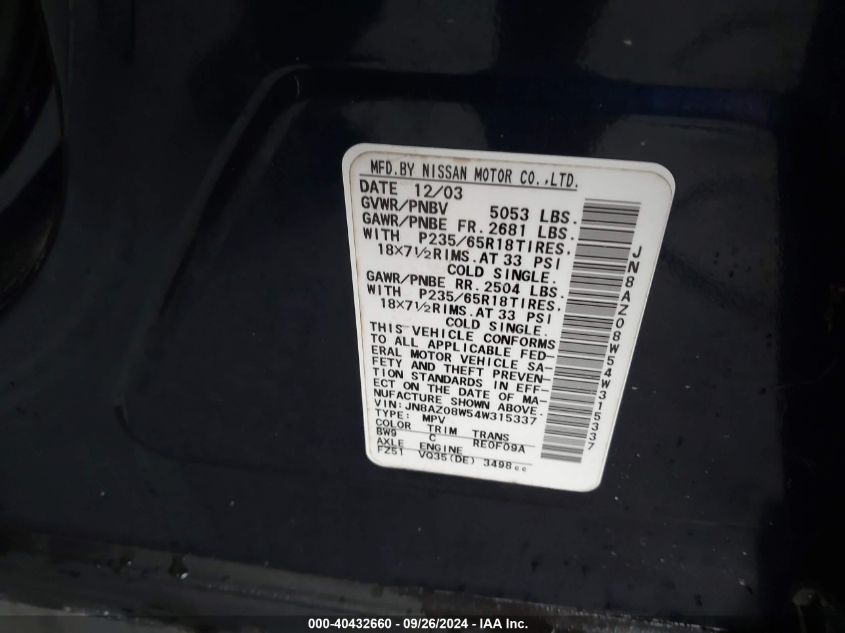 MFD.BY NISSAN MOTOR CO.,LTD.
DATE 12/03
GVWR/PNBV 5053 LBS.
GAWR/PNBE FR. 2681 LBS.
WITH P235/65R18TIRES.
18×7½RIMS.AT 33 PSI
COLD SINGLE.
GAWR/PNBE RR. 2504 LBS.
WITH P235/65R18TIRES.
18×7½RIMS.AT 33 PSI
COLD SINGLE.
THIS VEHICLE CONFORMS
TO ALL APPLICABLE FED-
ERAL MOTOR VEHICLE SA-
FETY AND THEFT PREVEN-
TION STANDARDS IN EFF-
ECT ON THE DATE OF MA-
NUFACTURE SHOWN ABOVE.
VIN: JN8AZ08W54W315337
TYPE: MPV
COLOR TRIM TRANS
BW9 C RE0F09A
AXLE ENGINE
FZ51 VQ35(DE) 3498cc
JN8AZ08W54W315337
000-40432660 - 09/26/2024 - IAA Inc.